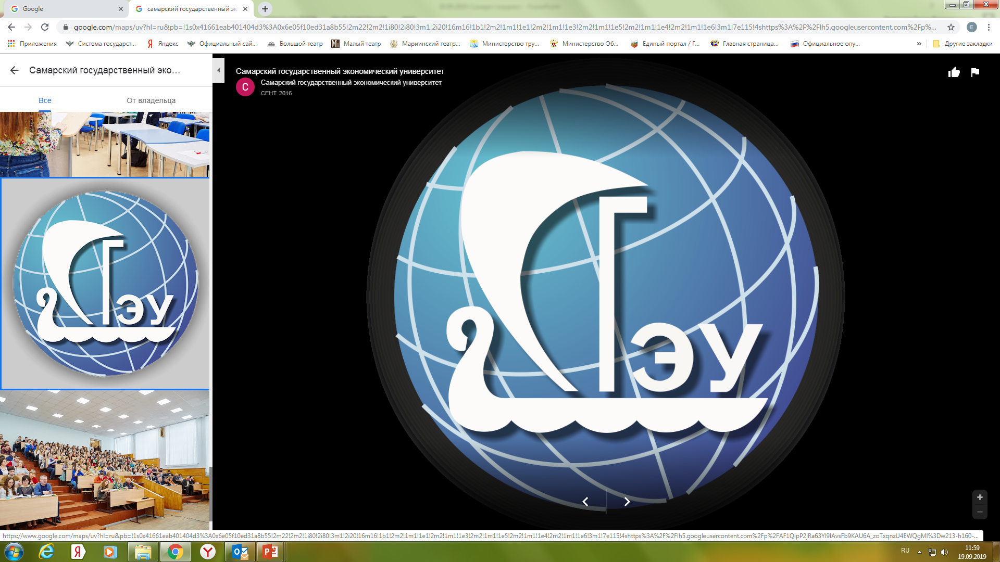 Google
самарский государственный эк
google.com/maps/uv?hl=ru&pb=!1s0x41661eab401404d3%3A0x6e05f10ed31a8b55!2m22!2m2!1i80!2i80!3m1!2i20!16m16!1b1!2m2!1m1!1e1!2m2!1m1!1e3!2m2!1m1!1e5!2m2!1m1!1e4!2m2!1m1!1e6!3m1!7e115!4shttps%3A%2F%2Flh5.googleusercontent.com%2Fp%...
E
Приложения
Система государст...
Яндекс
Официальный сай...
Большой театр
Малый театр
Мариинский театр...
Министерство тру...
Министерство Об...
Единый портал / Г...
Главная страница...
Официальное опу...
»
Другие закладки
Самарский государственный эко...
Все
От владельца
Самарский государственный экономический университет
С
Самарский государственный экономический университет
СЕНТ. 2016
СГЭУ
СГЭУ
https://www.google.com/maps/uv?hl=ru&pb=!1s0x41661eab401404d3%3A0x6e05f10ed31a8b55!2m22!2m2!1i80!2i80!3m1!2i20!16m16!1b1!2m2!1m1!1e1!2m2!1m1!1e3!2m2!1m1!1e5!2m2!1m1!1e4!2m2!1m1!1e6!3m1!7e115!4shttps%3A%2F%2Flh5.googleusercontent.com%2Fp%2FAF1QipP2jRa63Yl9lAvsFb9KAU6A_zoTxqnzU4EWQgMl%3Dw213-h160-...
RU
11:59
19.09.2019